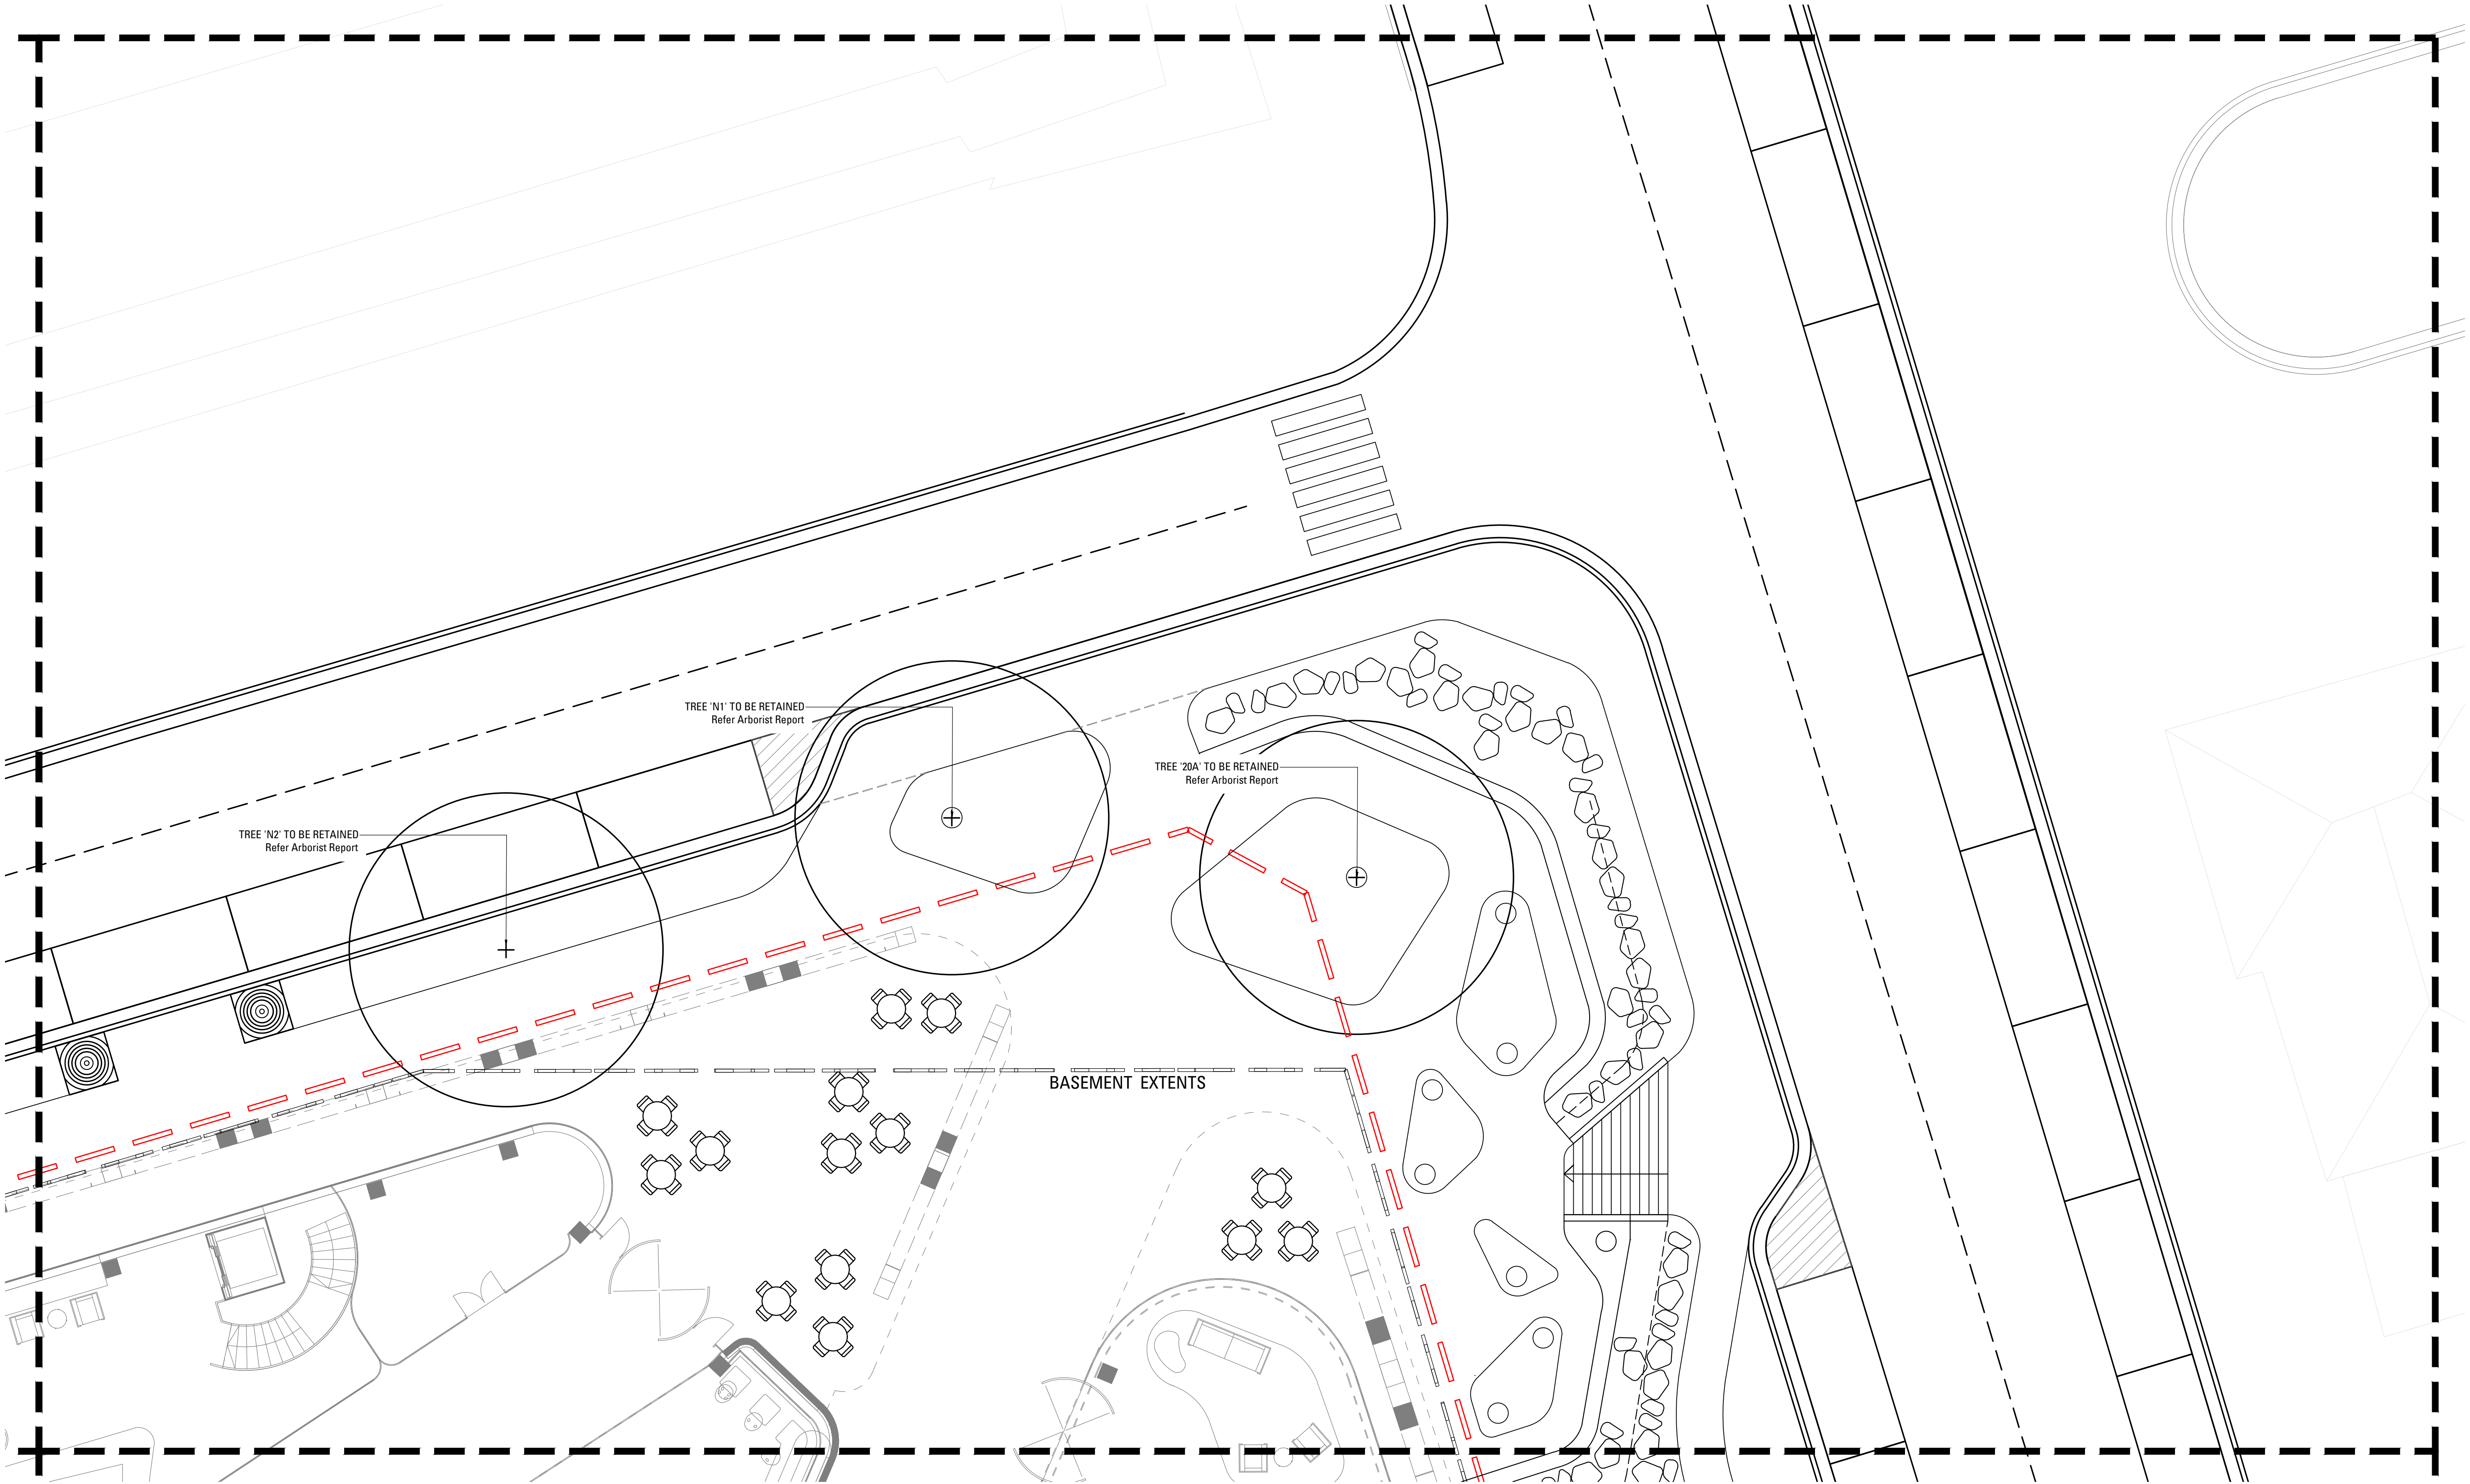 TREE 'N1' TO BE RETAINED
Refer Arborist Report
TREE '20A' TO BE RETAINED
Refer Arborist Report
TREE 'N2' TO BE RETAINED
Refer Arborist Report
BASEMENT EXTENTS